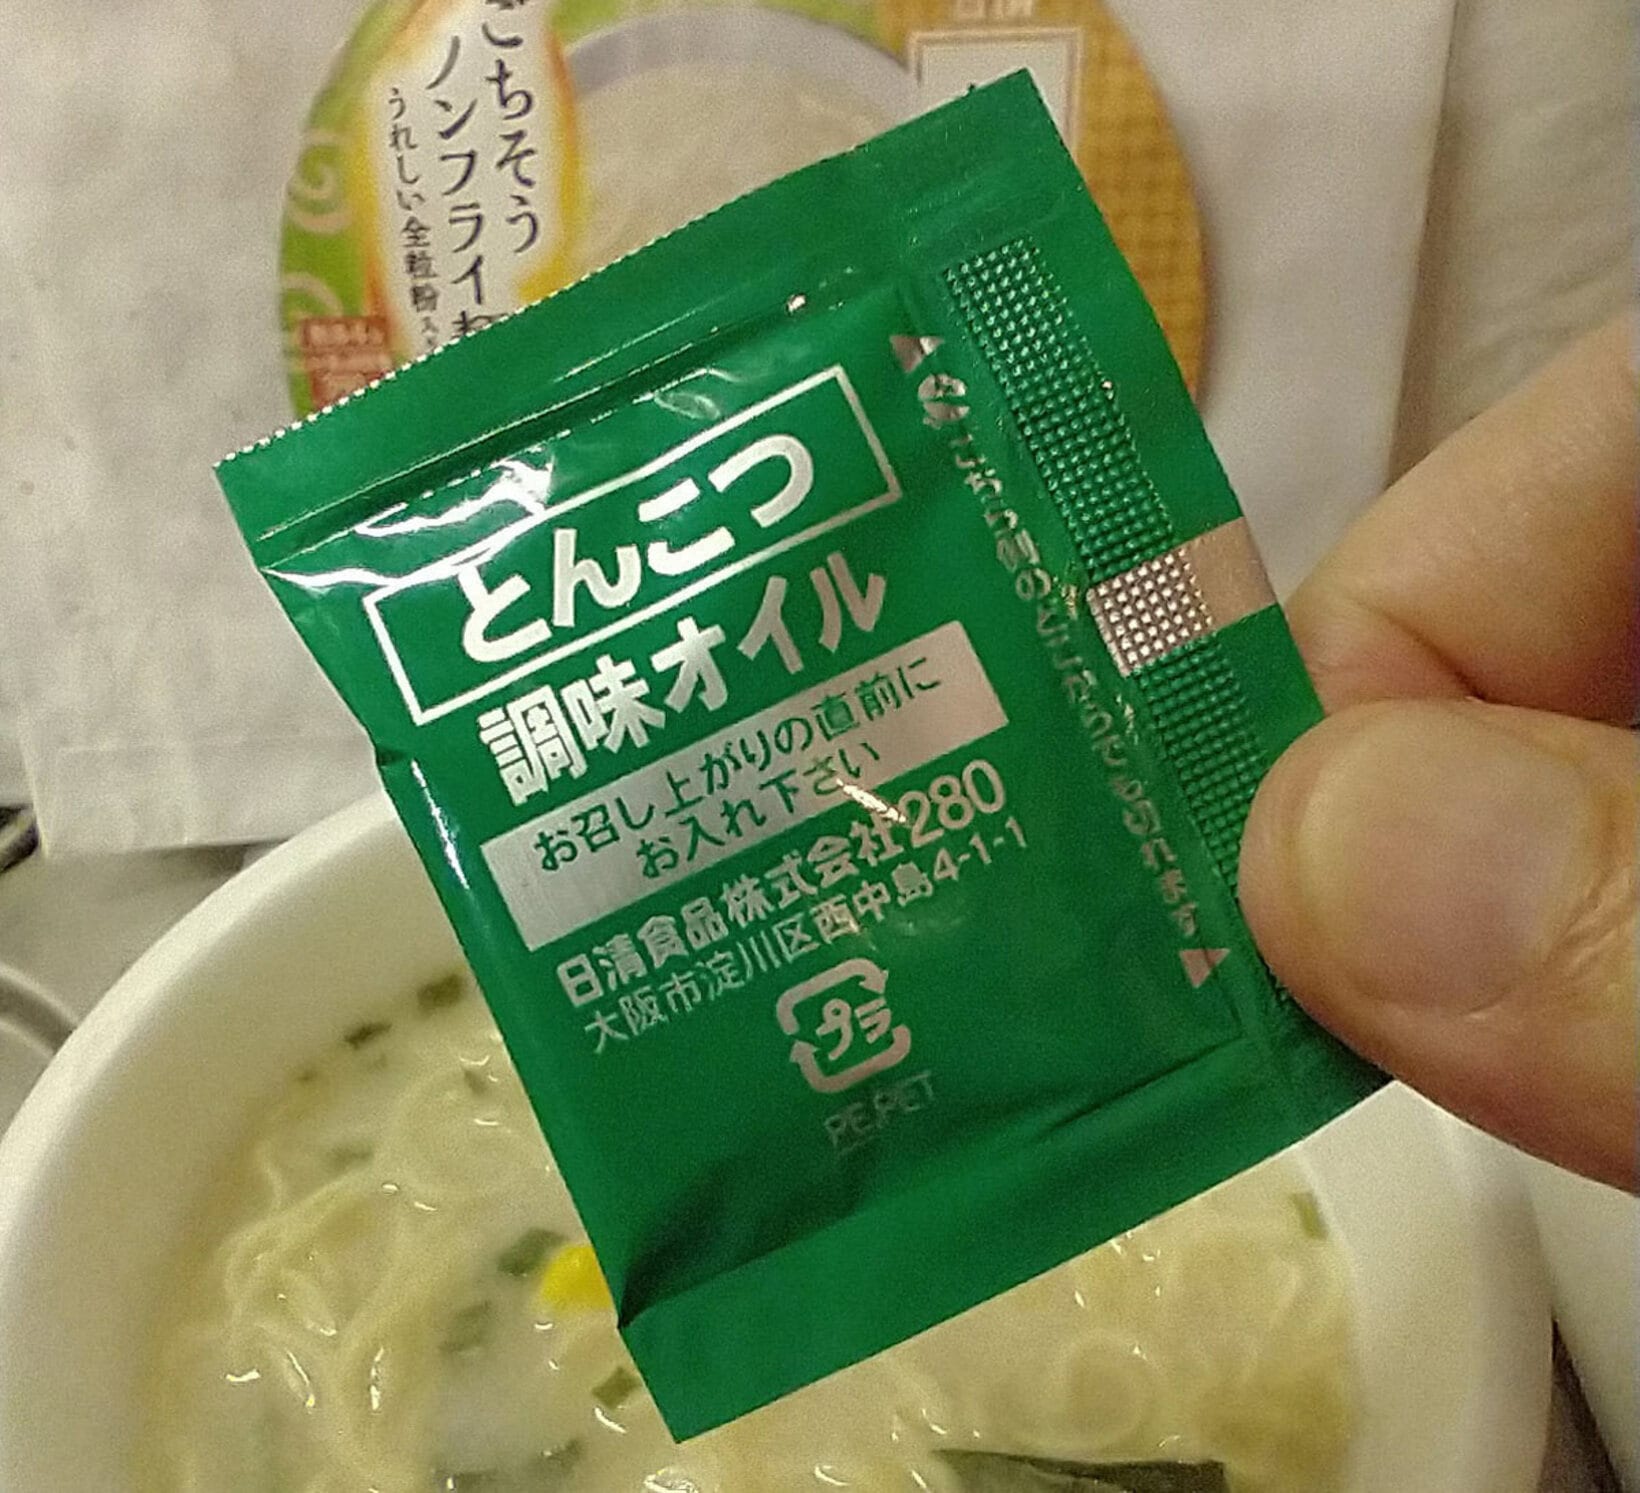 ごちそう
ノンフライ
うれしい全粒粉入り
とんこつ
調味オイル
お召し上がりの直前に
お入れ下さい
日清食品株式会社280
大阪市淀川区西中島4-1-1
プラ
PE,PET